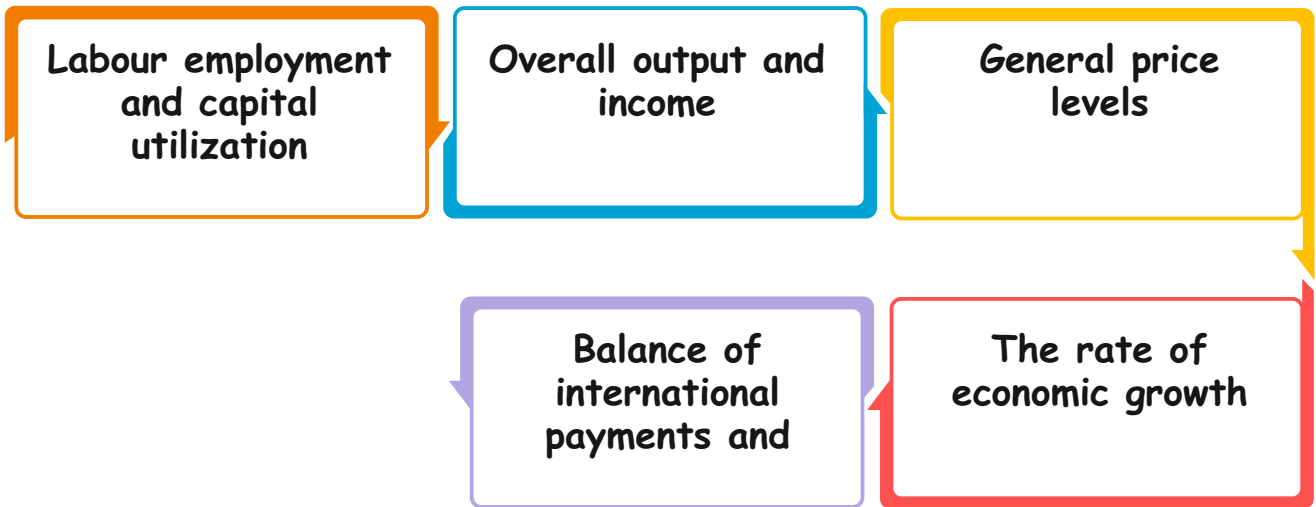 Labour employment
and capital
utilization
Overall output and
income
General price
levels
The rate of
economic growth
Balance of
international
payments and